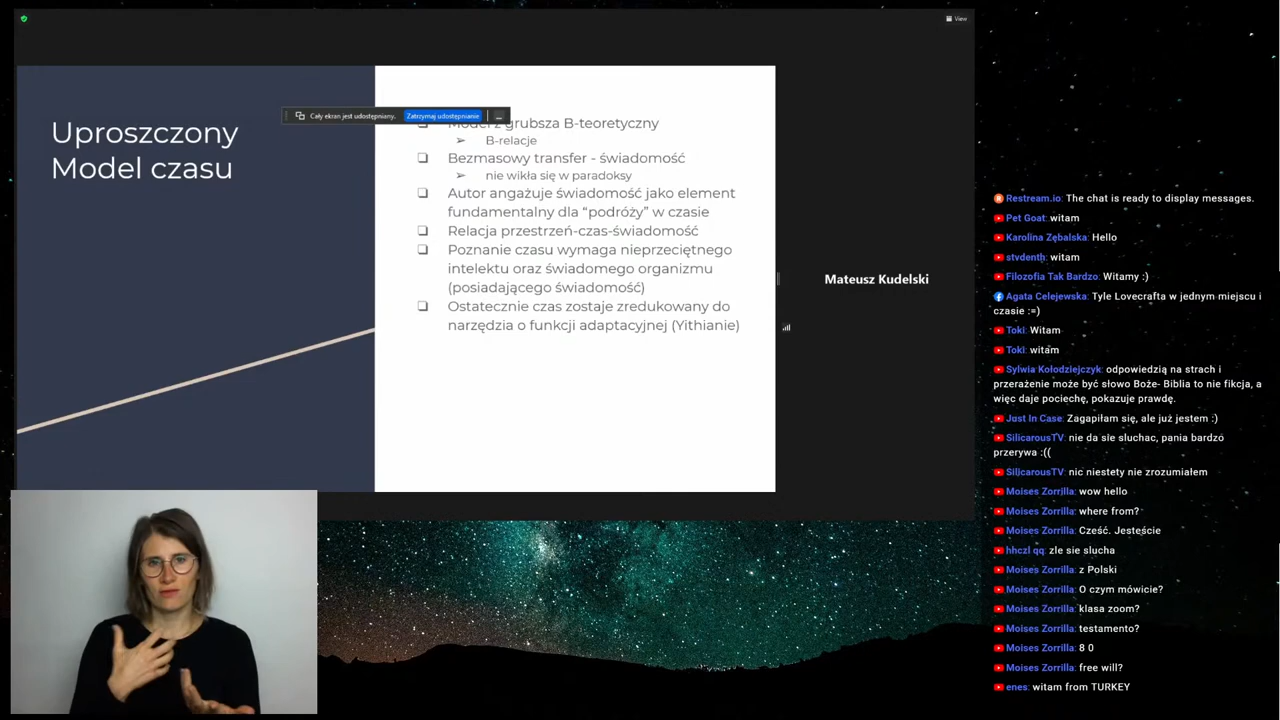 View
Uproszczony
Model czasu
Cały ekran jest udostępniany.
Zatrzymaj udostępnianie
...
Model z grubsza B-teoretyczny
B-relacje
Bezmasowy transfer - świadomość
nie wikła się w paradoksy
Autor angażuje świadomość jako element
fundamentalny dla “podróży” w czasie
Relacja przestrzeń-czas-świadomość
Poznanie czasu wymaga nieprzeciętnego
intelektu oraz świadomego organizmu
(posiadającego świadomość)
Ostatecznie czas zostaje zredukowany do
narzędzia o funkcji adaptacyjnej (Yithianie)
Mateusz Kudelski
Restream.io: The chat is ready to display messages.
Pet Goat: witam
Karolina Zębalska: Hello
stvdenth: witam
Filozofia Tak Bardzo: Witamy :)
Agata Celejewska: Tyle Lovecrafta w jednym miejscu i
czasie :=)
Toki: Witam
Toki: witam
Sylwia Kołodziejczyk: odpowiedzią na strach i
przerażenie może być słowo Boże- Biblia to nie fikcja, a
więc daje pociechę, pokazuje prawdę.
Just In Case: Zagapiłam się, ale już jestem :)
SilicarousTV: nie da sie sluchac, pania bardzo
przerywa :((
SilicarousTV: nic niestety nie zrozumiałem
Moises Zorrilla: wow hello
Moises Zorrilla: where from?
Moises Zorrilla: Cześć. Jesteście
hhczl qq: zle sie slucha
Moises Zorrilla: z Polski
Moises Zorrilla: O czym mówicie?
Moises Zorrilla: klasa zoom?
Moises Zorrilla: testamento?
Moises Zorrilla: 8 0
Moises Zorrilla: free will?
enes: witam from TURKEY